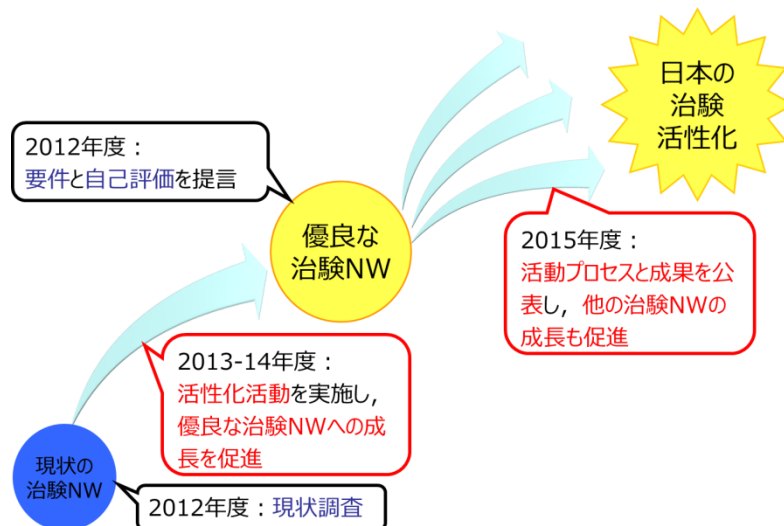 日本の
治験
活性化
2012年度：
要件と自己評価を提言
優良な
治験NW
2015年度：
活動プロセスと成果を公
表し，他の治験NWの
成長も促進
2013-14年度：
活性化活動を実施し，
優良な治験NWへの成
長を促進
現状の
治験NW
2012年度：現状調査